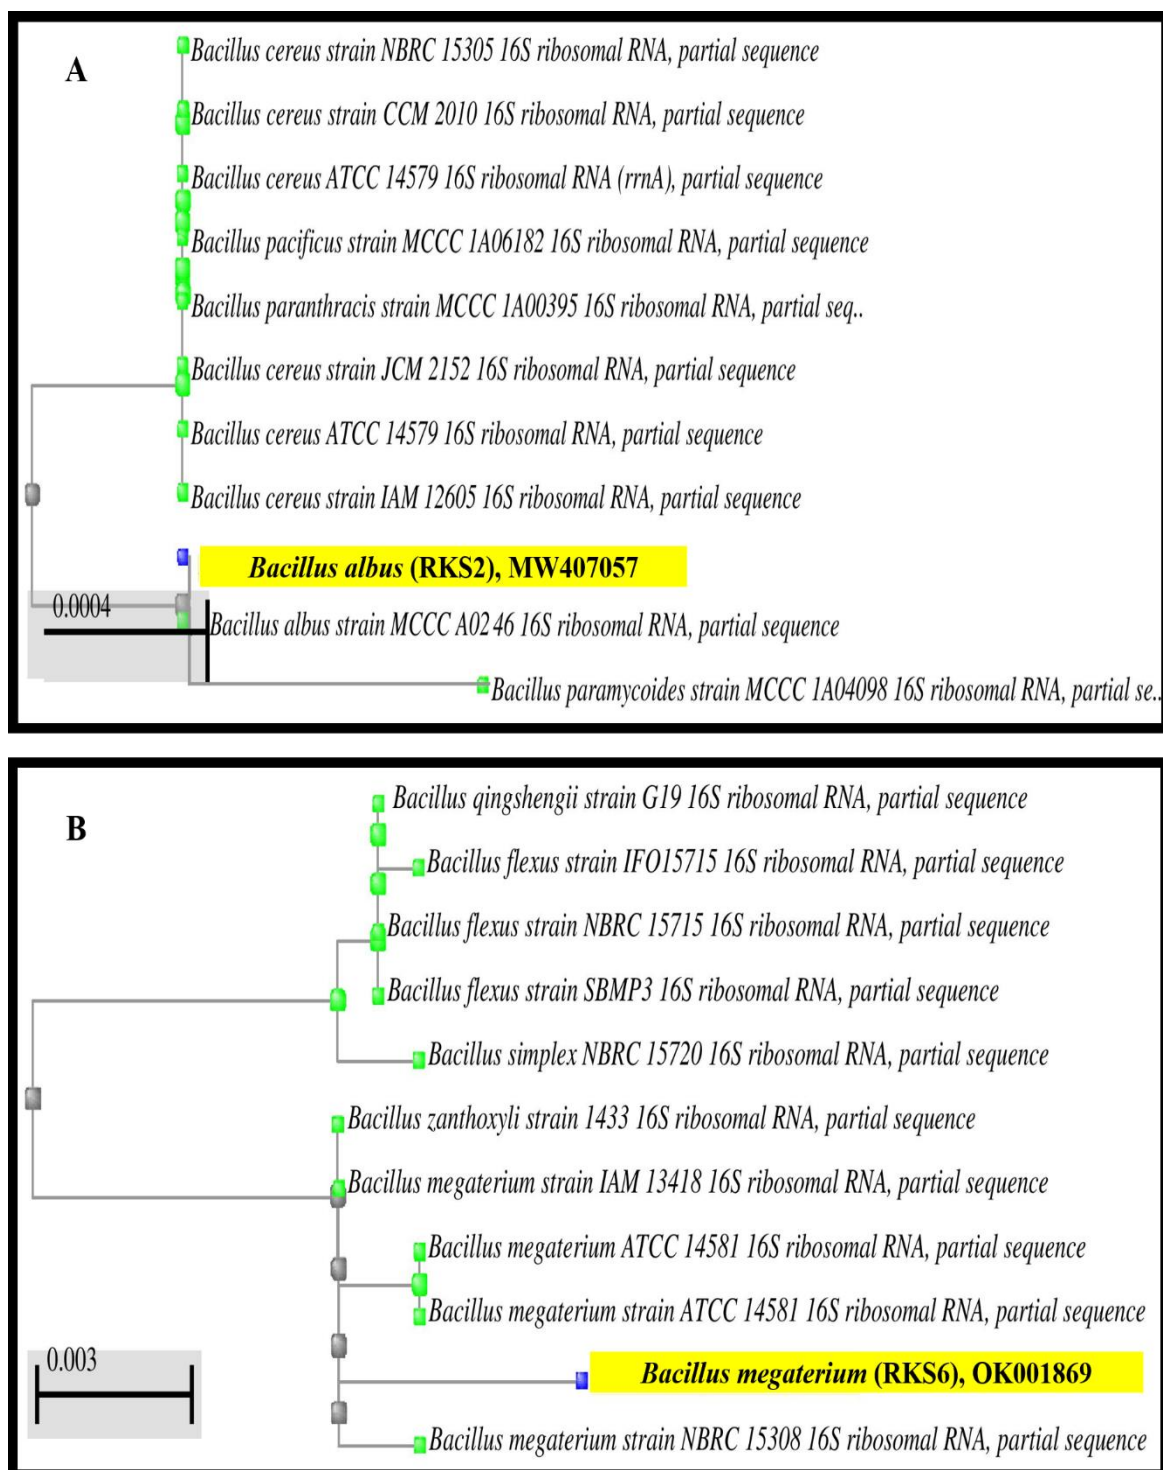 A
Bacillus cereus strain NBRC 15305 16S ribosomal RNA, partial sequence
Bacillus cereus strain CCM 2010 16S ribosomal RNA, partial sequence
Bacillus cereus ATCC 14579 16S ribosomal RNA (rrnA), partial sequence
Bacillus pacificus strain MCCC 1A06182 16S ribosomal RNA, partial sequence
Bacillus paranthracis strain MCCC 1A00395 16S ribosomal RNA, partial seq..
Bacillus cereus strain JCM 2152 16S ribosomal RNA, partial sequence
Bacillus cereus ATCC 14579 16S ribosomal RNA, partial sequence
Bacillus cereus strain IAM 12605 16S ribosomal RNA, partial sequence
Bacillus albus (RKS2), MW407057
0.0004
Bacillus albus strain MCCC A0246 16S ribosomal RNA, partial sequence
Bacillus paramycoides strain MCCC 1A04098 16S ribosomal RNA, partial se..
B
Bacillus qingshengii strain G19 16S ribosomal RNA, partial sequence
Bacillus flexus strain IFO15715 16S ribosomal RNA, partial sequence
Bacillus flexus strain NBRC 15715 16S ribosomal RNA, partial sequence
Bacillus flexus strain SBMP3 16S ribosomal RNA, partial sequence
Bacillus simplex NBRC 15720 16S ribosomal RNA, partial sequence
Bacillus zanthoxyli strain 1433 16S ribosomal RNA, partial sequence
Bacillus megaterium strain IAM 13418 16S ribosomal RNA, partial sequence
Bacillus megaterium ATCC 14581 16S ribosomal RNA, partial sequence
Bacillus megaterium strain ATCC 14581 16S ribosomal RNA, partial sequence
0.003
Bacillus megaterium (RKS6), OK001869
Bacillus megaterium strain NBRC 15308 16S ribosomal RNA, partial sequence